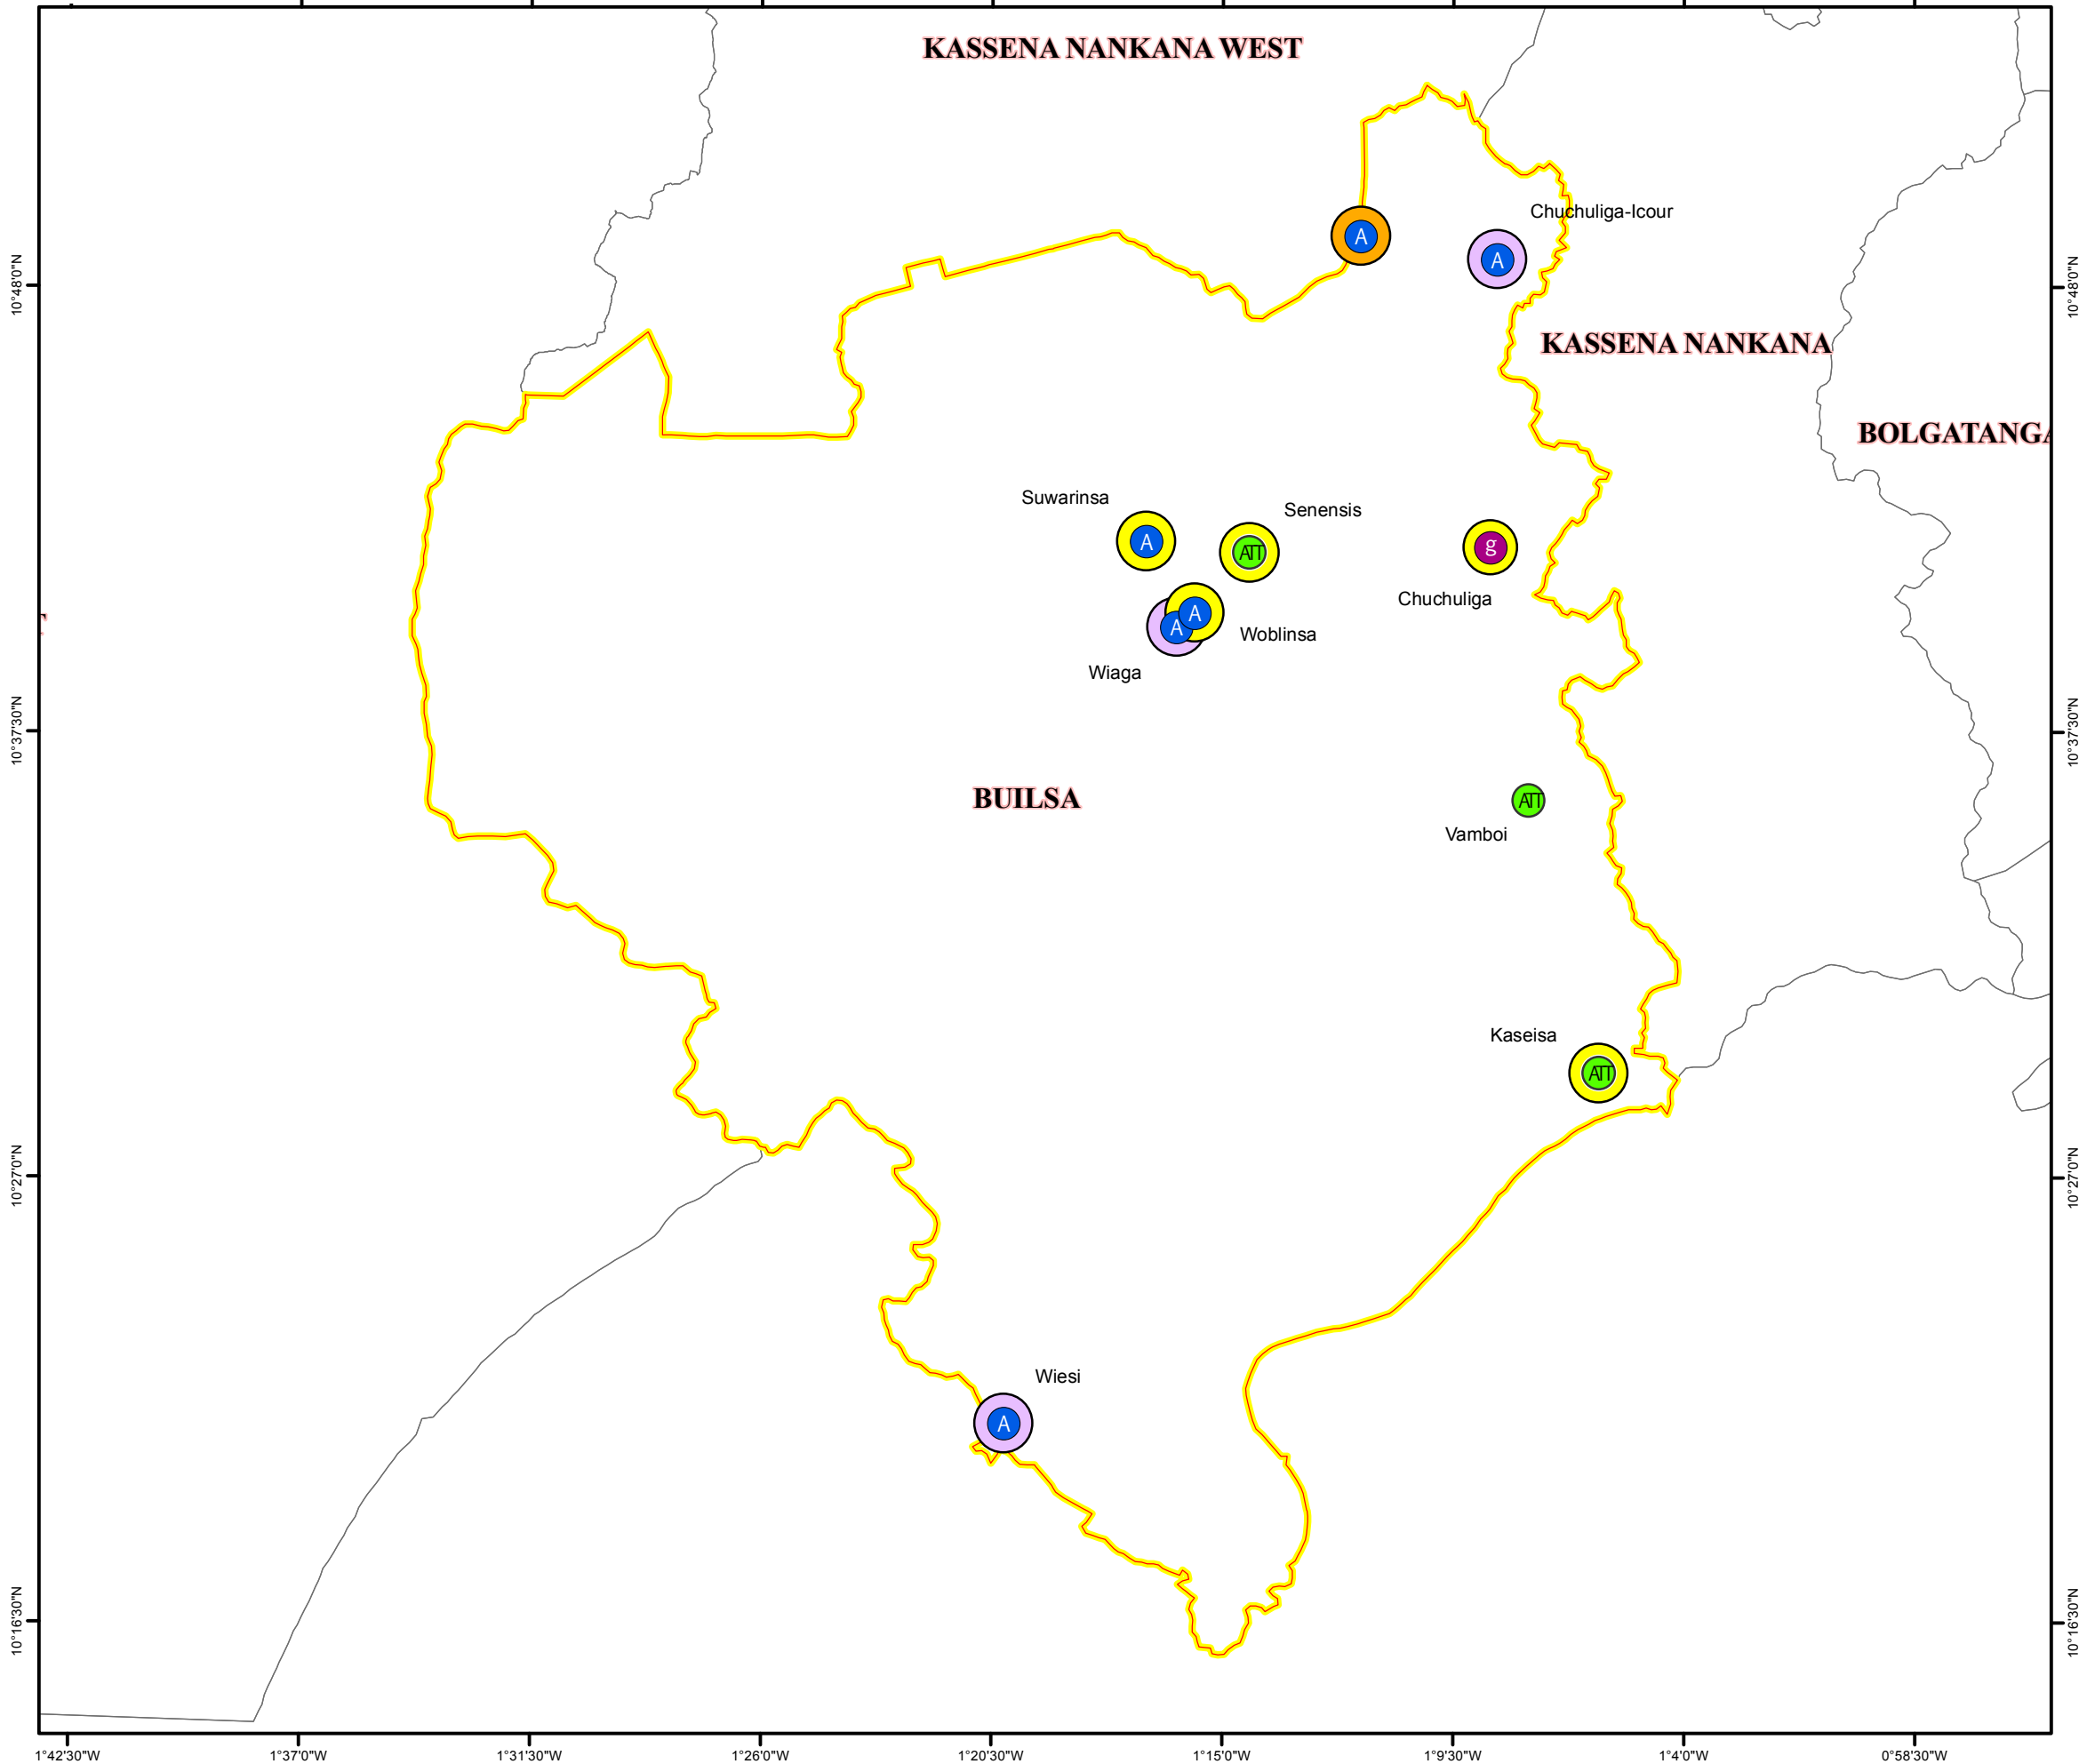 KASSENA NANKANA WEST
Chuchuliga-Icour
A
A
10°48'0"N
10°48'0"N
KASSENA NANKANA
BOLGATANGA
Suwarinsa
Senensis
A
ATT
g
Chuchuliga
A
A
Woblinsa
Wiaga
10°37'30"N
10°37'30"N
BUILSA
ATT
Vamboi
Kaseisa
ATT
10°27'0"N
10°27'0"N
Wiesi
A
10°16'30"N
10°16'30"N
1°42'30"W 1°37'0"W 1°31'30"W 1°26'0"W 1°20'30"W 1°15'0"W 1°9'30"W 1°4'0"W 0°58'30"W